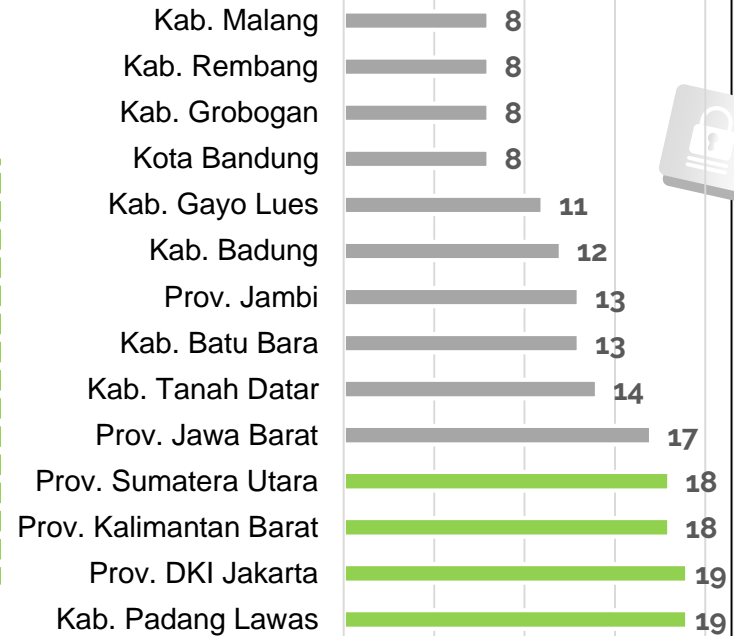 Kab. Malang 8
Kab. Rembang 8
Kab. Grobogan 8
Kota Bandung 8
Kab. Gayo Lues 11
Kab. Badung 12
Prov. Jambi 13
Kab. Batu Bara 13
Kab. Tanah Datar 14
Prov. Jawa Barat 17
Prov. Sumatera Utara 18
Prov. Kalimantan Barat 18
Prov. DKI Jakarta 19
Kab. Padang Lawas 19